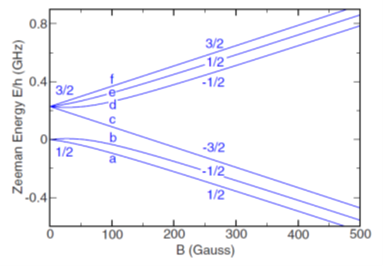 Zeeman Energy E/h (GHz)
0.8
0.4
0
-0.4
3/2
1/2
f
e
d
c
b
a
3/2
1/2
-1/2
-3/2
-1/2
1/2
0 100 200 300 400 500
B (Gauss)